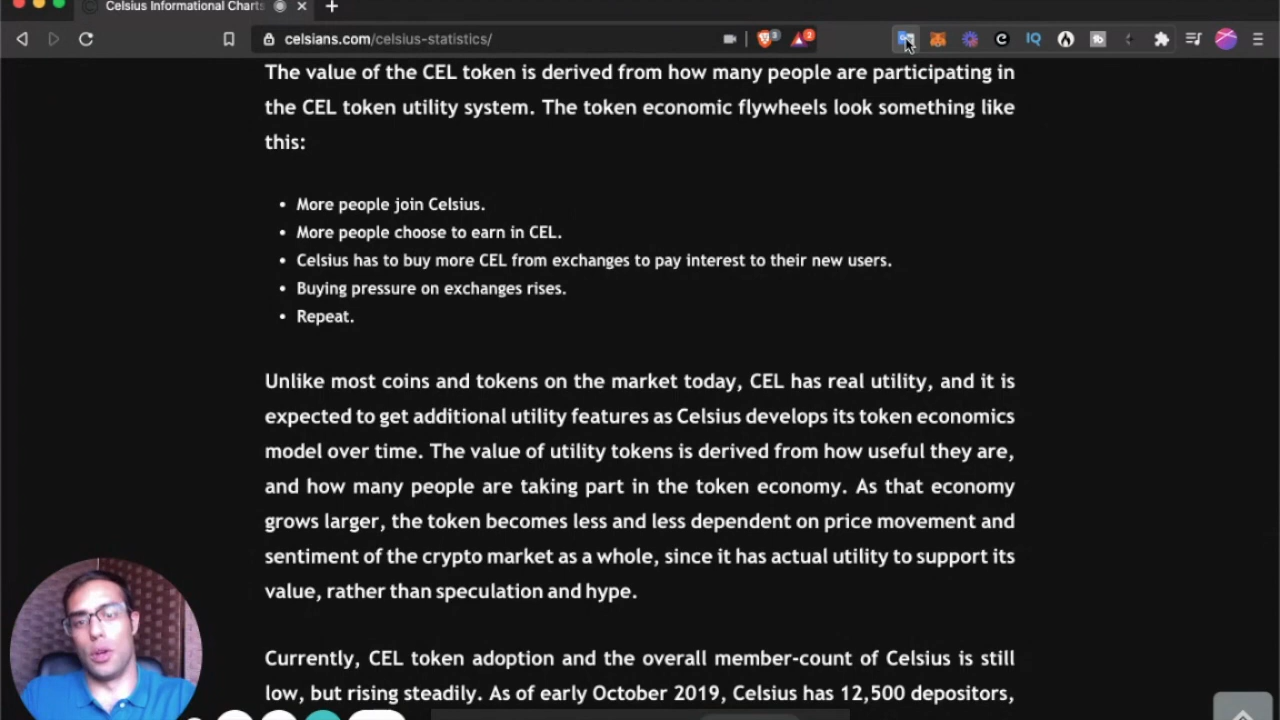 Celsius Informational Charts
celsians.com/celsius-statistics/
3
IQ
The value of the CEL token is derived from how many people are participating in
the CEL token utility system. The token economic flywheels look something like
this:
• More people join Celsius.
• More people choose to earn in CEL.
• Celsius has to buy more CEL from exchanges to pay interest to their new users.
• Buying pressure on exchanges rises.
• Repeat.
Unlike most coins and tokens on the market today, CEL has real utility, and it is
expected to get additional utility features as Celsius develops its token economics
model over time. The value of utility tokens is derived from how useful they are,
and how many people are taking part in the token economy. As that economy
grows larger, the token becomes less and less dependent on price movement and
sentiment of the crypto market as a whole, since it has actual utility to support its
value, rather than speculation and hype.
Currently, CEL token adoption and the overall member-count of Celsius is still
low, but rising steadily. As of early October 2019, Celsius has 12,500 depositors,